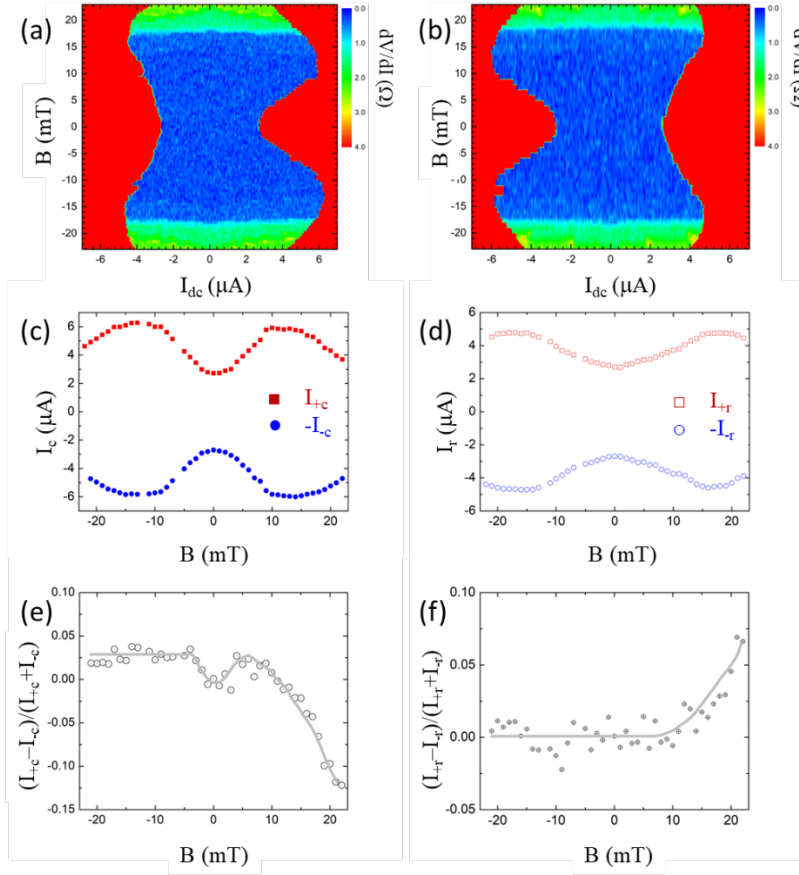 (a)
B (mT)
20
15
10
5
0
-5
-10
-15
-20
-6 -4 -2 0 2 4 6
I_dc (μA)
0.0
1.0
2.0
3.0
4.0
dV/dI (Ω)
(b)
B (mT)
20
15
10
5
0
-5
-10
-15
-20
-6 -4 -2 0 2 4 6
I_dc (μA)
0.0
1.0
2.0
3.0
4.0
dV/dI (Ω)
(c)
I_c (μA)
6
4
2
0
-2
-4
-6
I_+c
-I_-c
-20 -10 0 10 20
B (mT)
(d)
I_r (μA)
6
4
2
0
-2
-4
-6
I_+r
-I_-r
-20 -10 0 10 20
B (mT)
(e)
(I_+c−I_-c)/(I_+c+I_-c)
0.10
0.05
0.00
-0.05
-0.10
-0.15
-20 -10 0 10 20
B (mT)
(f)
(I_+r−I_-r)/(I_+r+I_-r)
0.10
0.05
0.00
-0.05
-20 -10 0 10 20
B (mT)